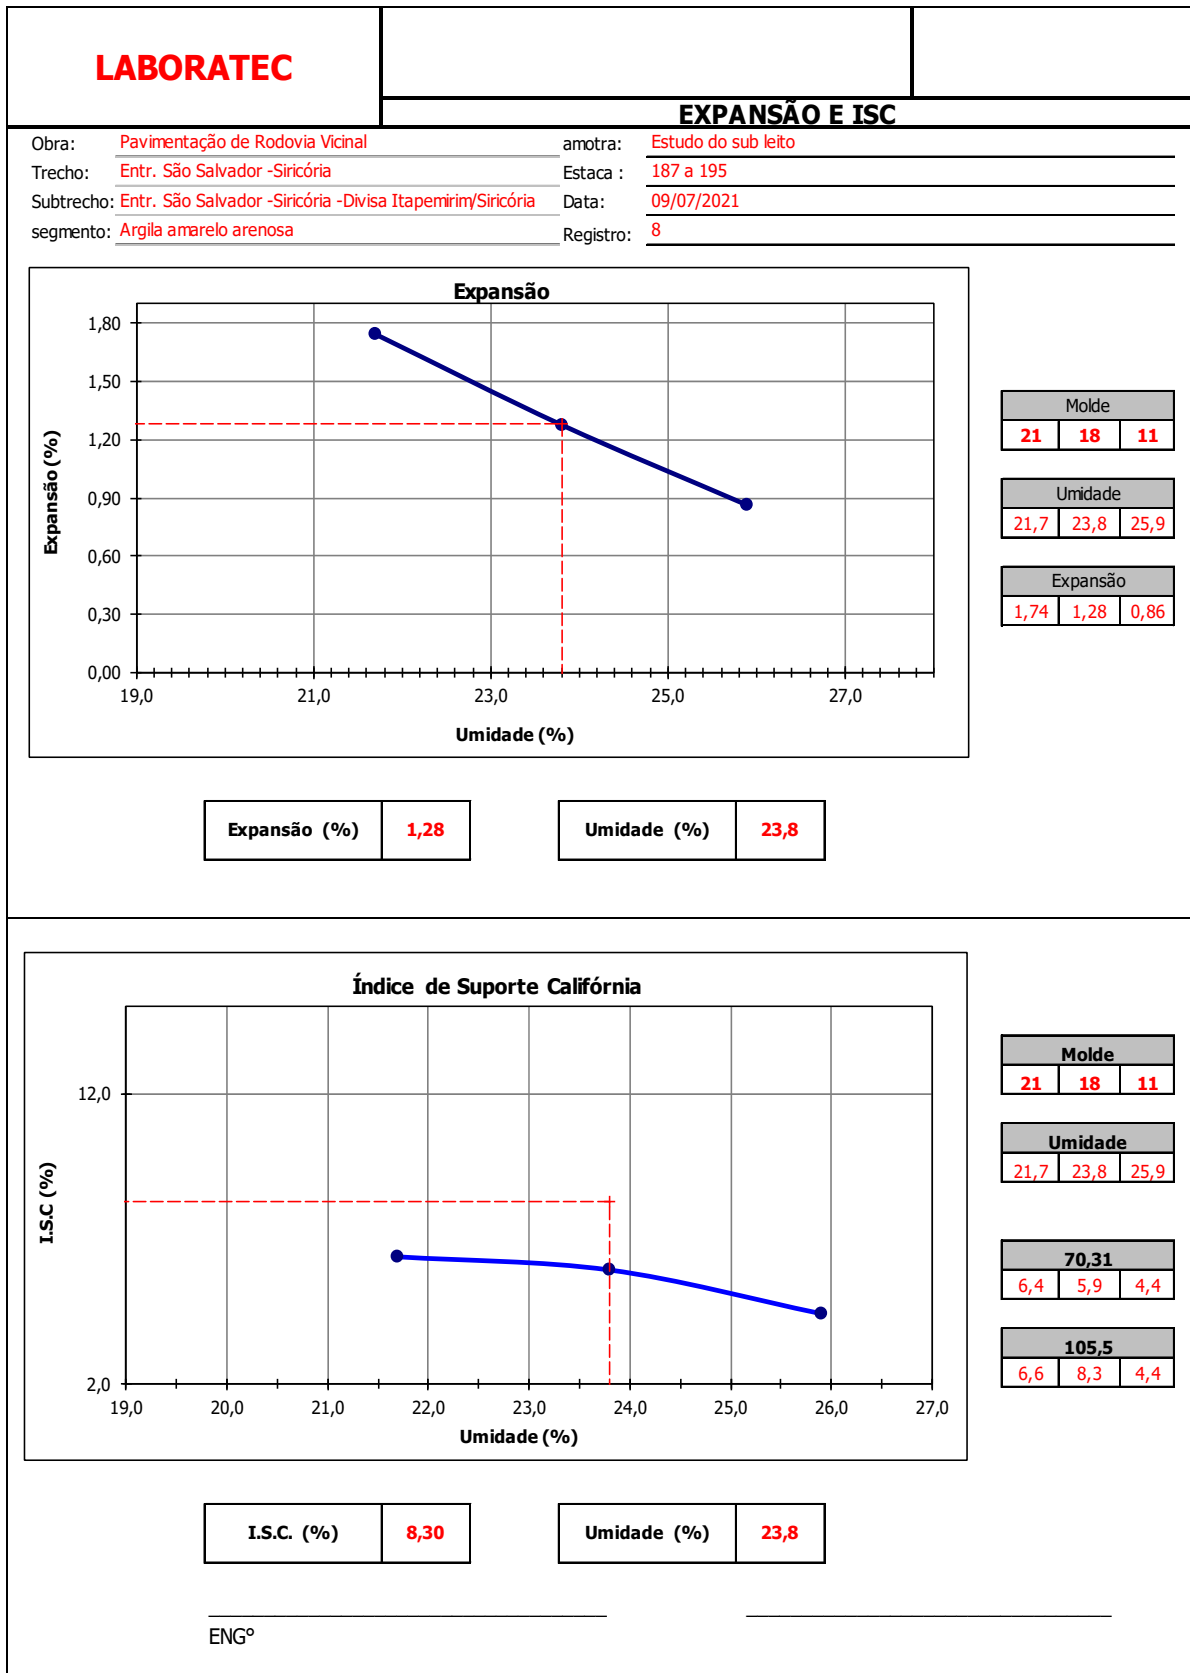 LABORATEC
EXPANSÃO E ISC
Obra: Pavimentação de Rodovia Vicinal amotra: Estudo do sub leito
Trecho: Entr. São Salvador -Siricória Estaca : 187 a 195
Subtrecho: Entr. São Salvador -Siricória -Divisa Itapemirim/Siricória Data: 09/07/2021
segmento: Argila amarelo arenosa Registro: 8
Expansão
1,80
1,50
1,20
0,90
0,60
0,30
0,00
Expansão (%)
19,0 21,0 23,0 25,0 27,0
Umidade (%)
Molde
21 18 11
Umidade
21,7 23,8 25,9
Expansão
1,74 1,28 0,86
Expansão (%) 1,28 Umidade (%) 23,8
Índice de Suporte Califórnia
12,0
2,0
I.S.C (%)
19,0 20,0 21,0 22,0 23,0 24,0 25,0 26,0 27,0
Umidade (%)
Molde
21 18 11
Umidade
21,7 23,8 25,9
70,31
6,4 5,9 4,4
105,5
6,6 8,3 4,4
I.S.C. (%) 8,30 Umidade (%) 23,8
ENGº